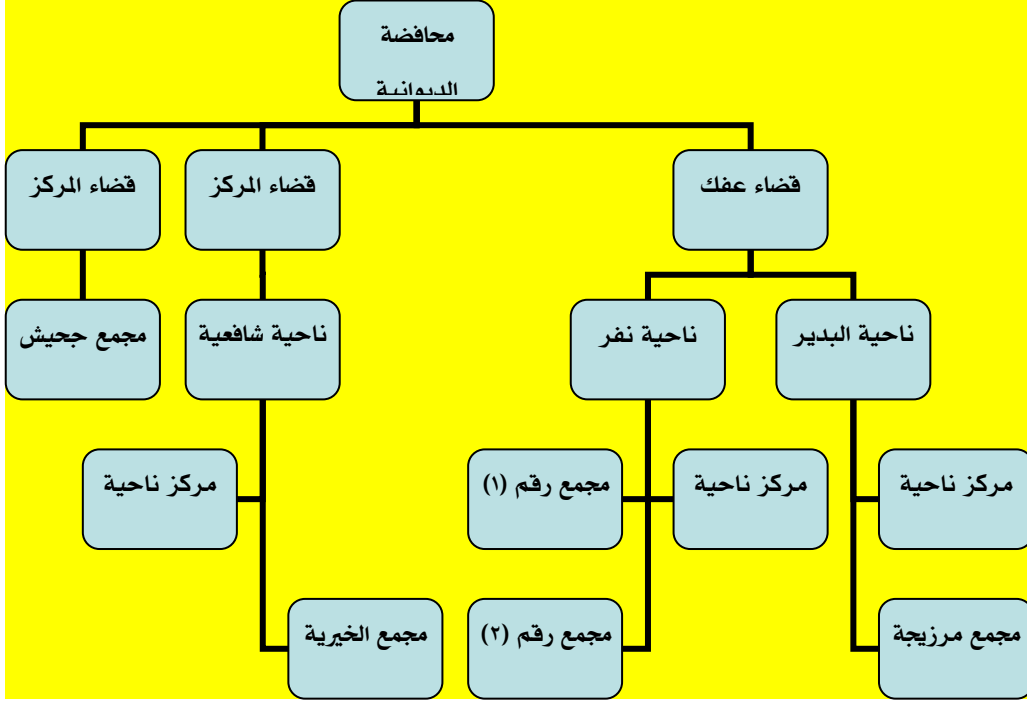 محافضة
الديوانية
قضاء عفك
قضاء المركز
قضاء المركز
ناحية البدير
ناحية نفر
ناحية شافعية
مجمع جحيش
مركز ناحية
مركز ناحية
مجمع رقم (١)
مركز ناحية
مجمع مرزيجة
مجمع رقم (٢)
مجمع الخيرية